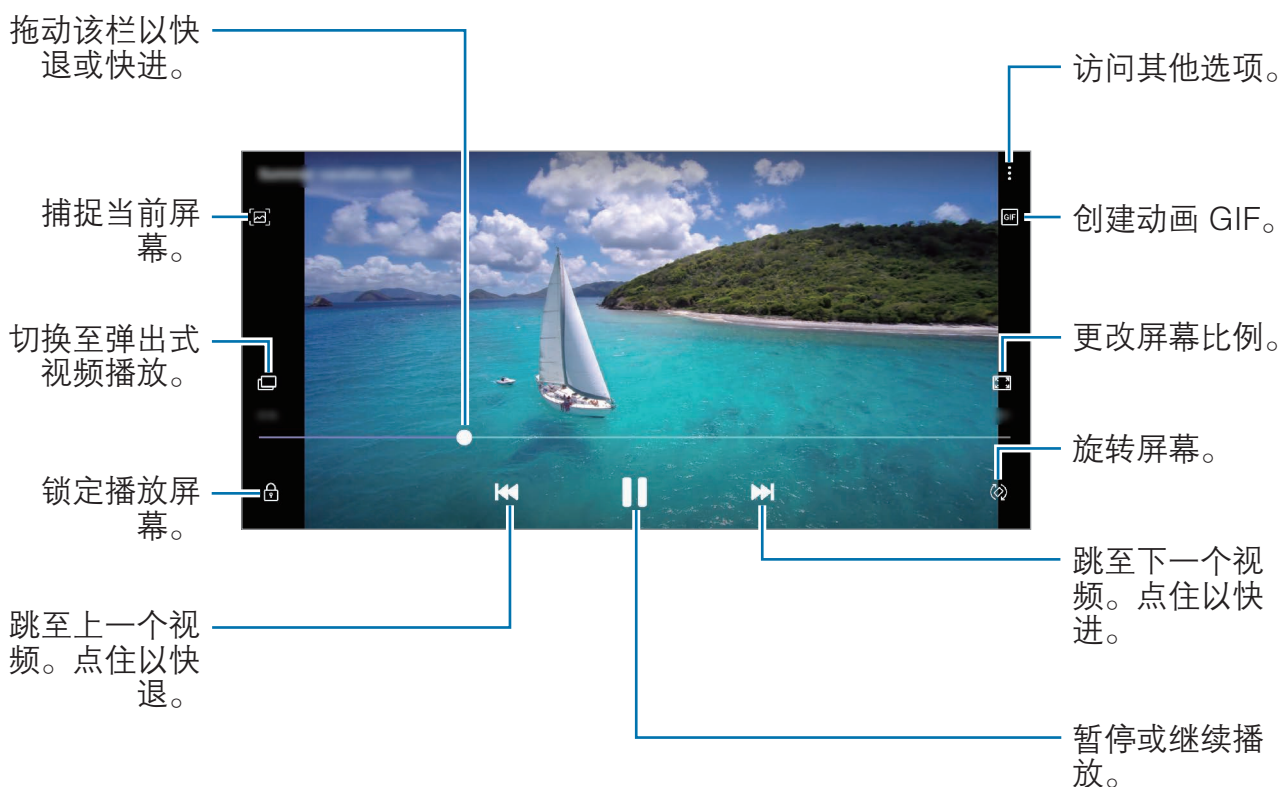 拖动该栏以快
退或快进。
访问其他选项。
捕捉当前屏
幕。
GIF
创建动画 GIF。
切换至弹出式
视频播放。
更改屏幕比例。
旋转屏幕。
锁定播放屏
幕。
跳至下一个视
频。点住以快
进。
跳至上一个视
频。点住以快
退。
暂停或继续播
放。